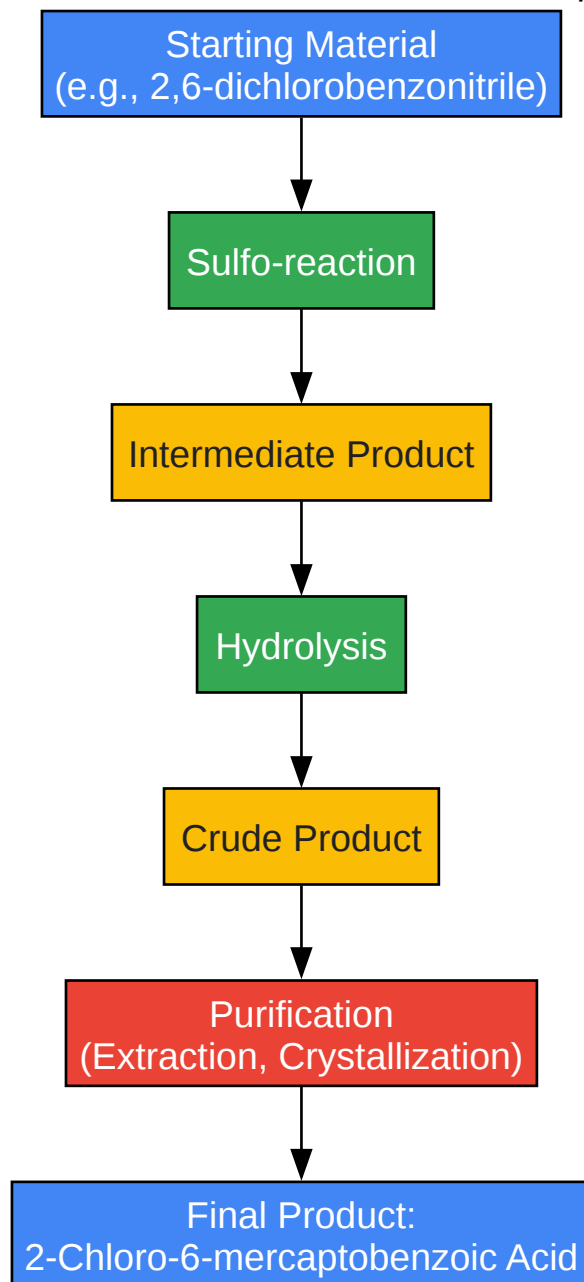 Starting Material
(e.g., 2,6-dichlorobenzonitrile)
Sulfo-reaction
Intermediate Product
Hydrolysis
Crude Product
Purification
(Extraction, Crystallization)
Final Product:
2-Chloro-6-mercaptobenzoic Acid